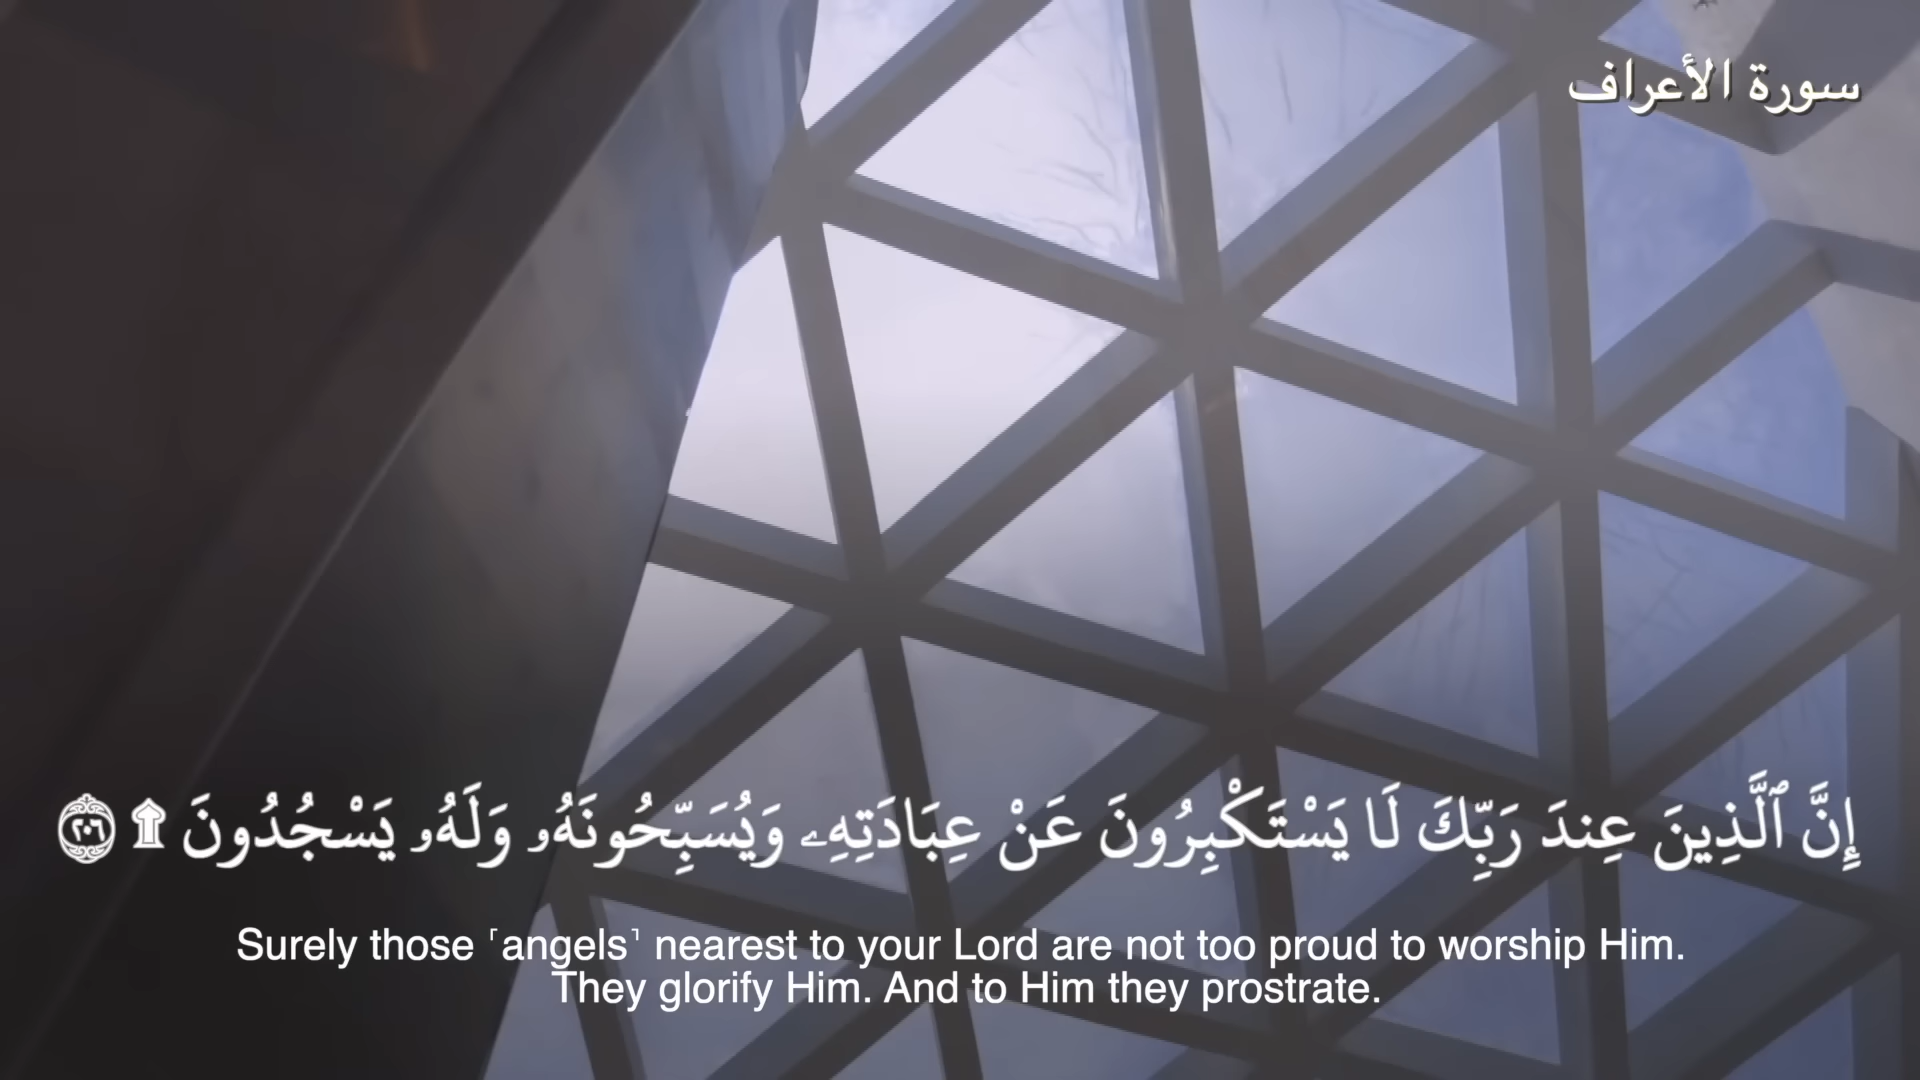 سورة الأعراف
إِنَّ ٱلَّذِينَ عِندَ رَبِّكَ لَا يَسْتَكْبِرُونَ عَنْ عِبَادَتِهِۦ وَيُسَبِّحُونَهُۥ وَلَهُۥ يَسْجُدُونَ ۩ ٢٠٦
Surely those ˹angels˺ nearest to your Lord are not too proud to worship Him.
They glorify Him. And to Him they prostrate.